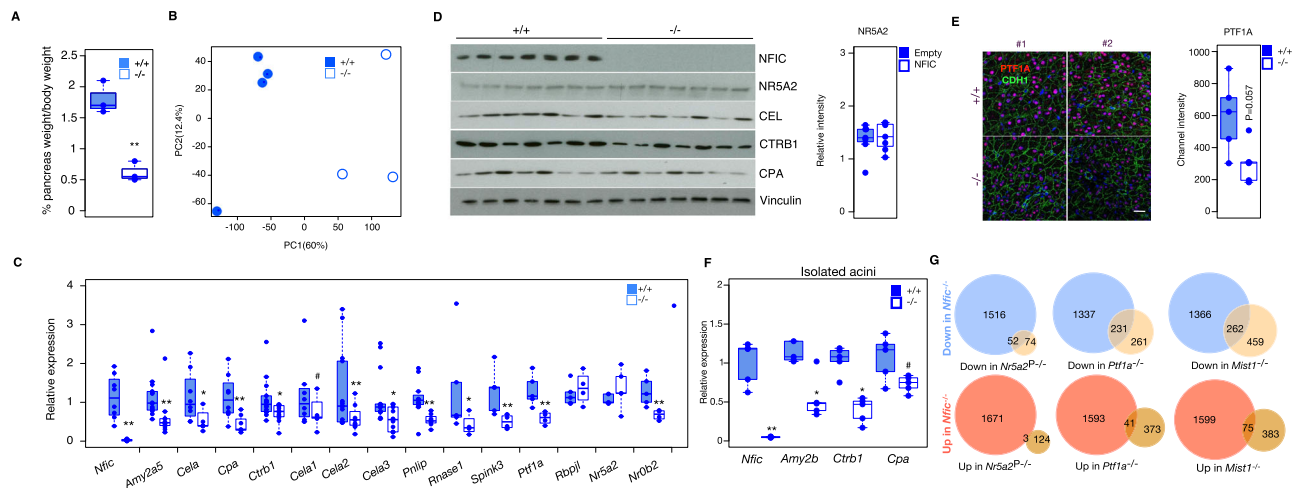 A
% pancreas weight/body weight
2.5
2.0
1.5
1.0
0.5
0
+/+
-/-
**
B
PC2(12.4%)
40
20
0
-20
-40
-60
-100
-50
0
50
100
PC1(60%)
+/+
-/-
D
+/+
-/-
NFIC
NR5A2
CEL
CTRB1
CPA
Vinculin
NR5A2
Empty
NFIC
Relative intensity
3
2
1
0
E
#1
#2
PTF1A
CDH1
+/+
-/-
PTF1A
+/+
-/-
P=0.057
Channel intensity
1000
800
600
400
200
0
C
Relative expression
4
3
2
1
0
+/+
-/-
** ** * ** * # ** * ** * ** ** **
Nfic Amy2a5 Cela Cpa Ctrb1 Cela1 Cela2 Cela3 Pnlip Rnase1 Spink3 Ptf1a Rbpjl Nr5a2 Nr0b2
F
Isolated acini
+/+
-/-
Relative expression
2
1.5
1
0.5
0
** * * #
Nfic Amy2b Ctrb1 Cpa
G
Down in Nfic-/-
1516 52 74
Down in Nr5a2P-/-
1337 231 261
Down in Ptf1a-/-
1366 262 459
Down in Mist1-/-
Up in Nfic-/-
1671 3 124
Up in Nr5a2P-/-
1593 41 373
Up in Ptf1a-/-
1599 75 383
Up in Mist1-/-